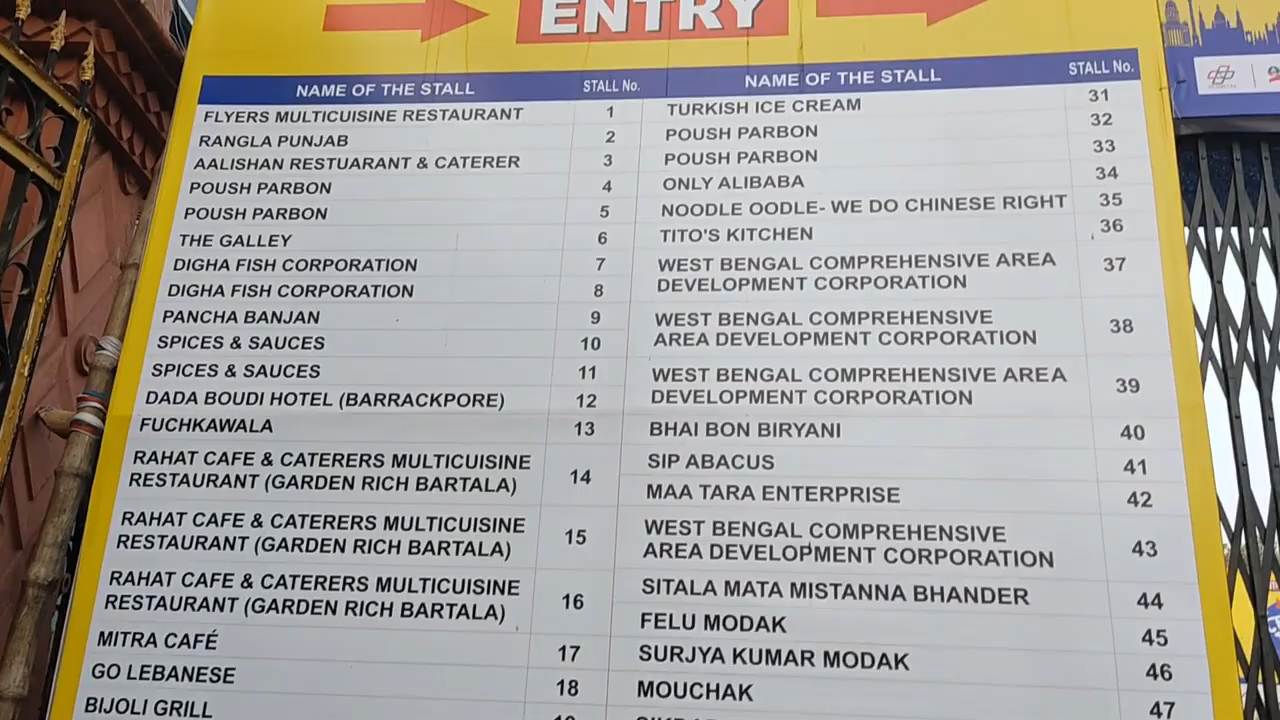 ENTRY
NAME OF THE STALL STALL No. NAME OF THE STALL STALL No.
FLYERS MULTICUISINE RESTAURANT 1 TURKISH ICE CREAM 31
RANGLA PUNJAB 2 POUSH PARBON 32
AALISHAN RESTUARANT & CATERER 3 POUSH PARBON 33
POUSH PARBON 4 ONLY ALIBABA 34
POUSH PARBON 5 NOODLE OODLE- WE DO CHINESE RIGHT 35
THE GALLEY 6 TITO'S KITCHEN 36
DIGHA FISH CORPORATION 7 WEST BENGAL COMPREHENSIVE AREA
DEVELOPMENT CORPORATION 37
DIGHA FISH CORPORATION 8
PANCHA BANJAN 9 WEST BENGAL COMPREHENSIVE
AREA DEVELOPMENT CORPORATION 38
SPICES & SAUCES 10
SPICES & SAUCES 11 WEST BENGAL COMPREHENSIVE AREA
DEVELOPMENT CORPORATION 39
DADA BOUDI HOTEL (BARRACKPORE) 12
FUCHKAWALA 13 BHAI BON BIRYANI 40
RAHAT CAFE & CATERERS MULTICUISINE
RESTAURANT (GARDEN RICH BARTALA) 14 SIP ABACUS 41
MAA TARA ENTERPRISE 42
RAHAT CAFE & CATERERS MULTICUISINE
RESTAURANT (GARDEN RICH BARTALA) 15 WEST BENGAL COMPREHENSIVE
AREA DEVELOPMENT CORPORATION 43
RAHAT CAFE & CATERERS MULTICUISINE
RESTAURANT (GARDEN RICH BARTALA) 16 SITALA MATA MISTANNA BHANDER 44
FELU MODAK 45
MITRA CAFÉ 17 SURJYA KUMAR MODAK 46
GO LEBANESE 18 MOUCHAK 47
BIJOLI GRILL